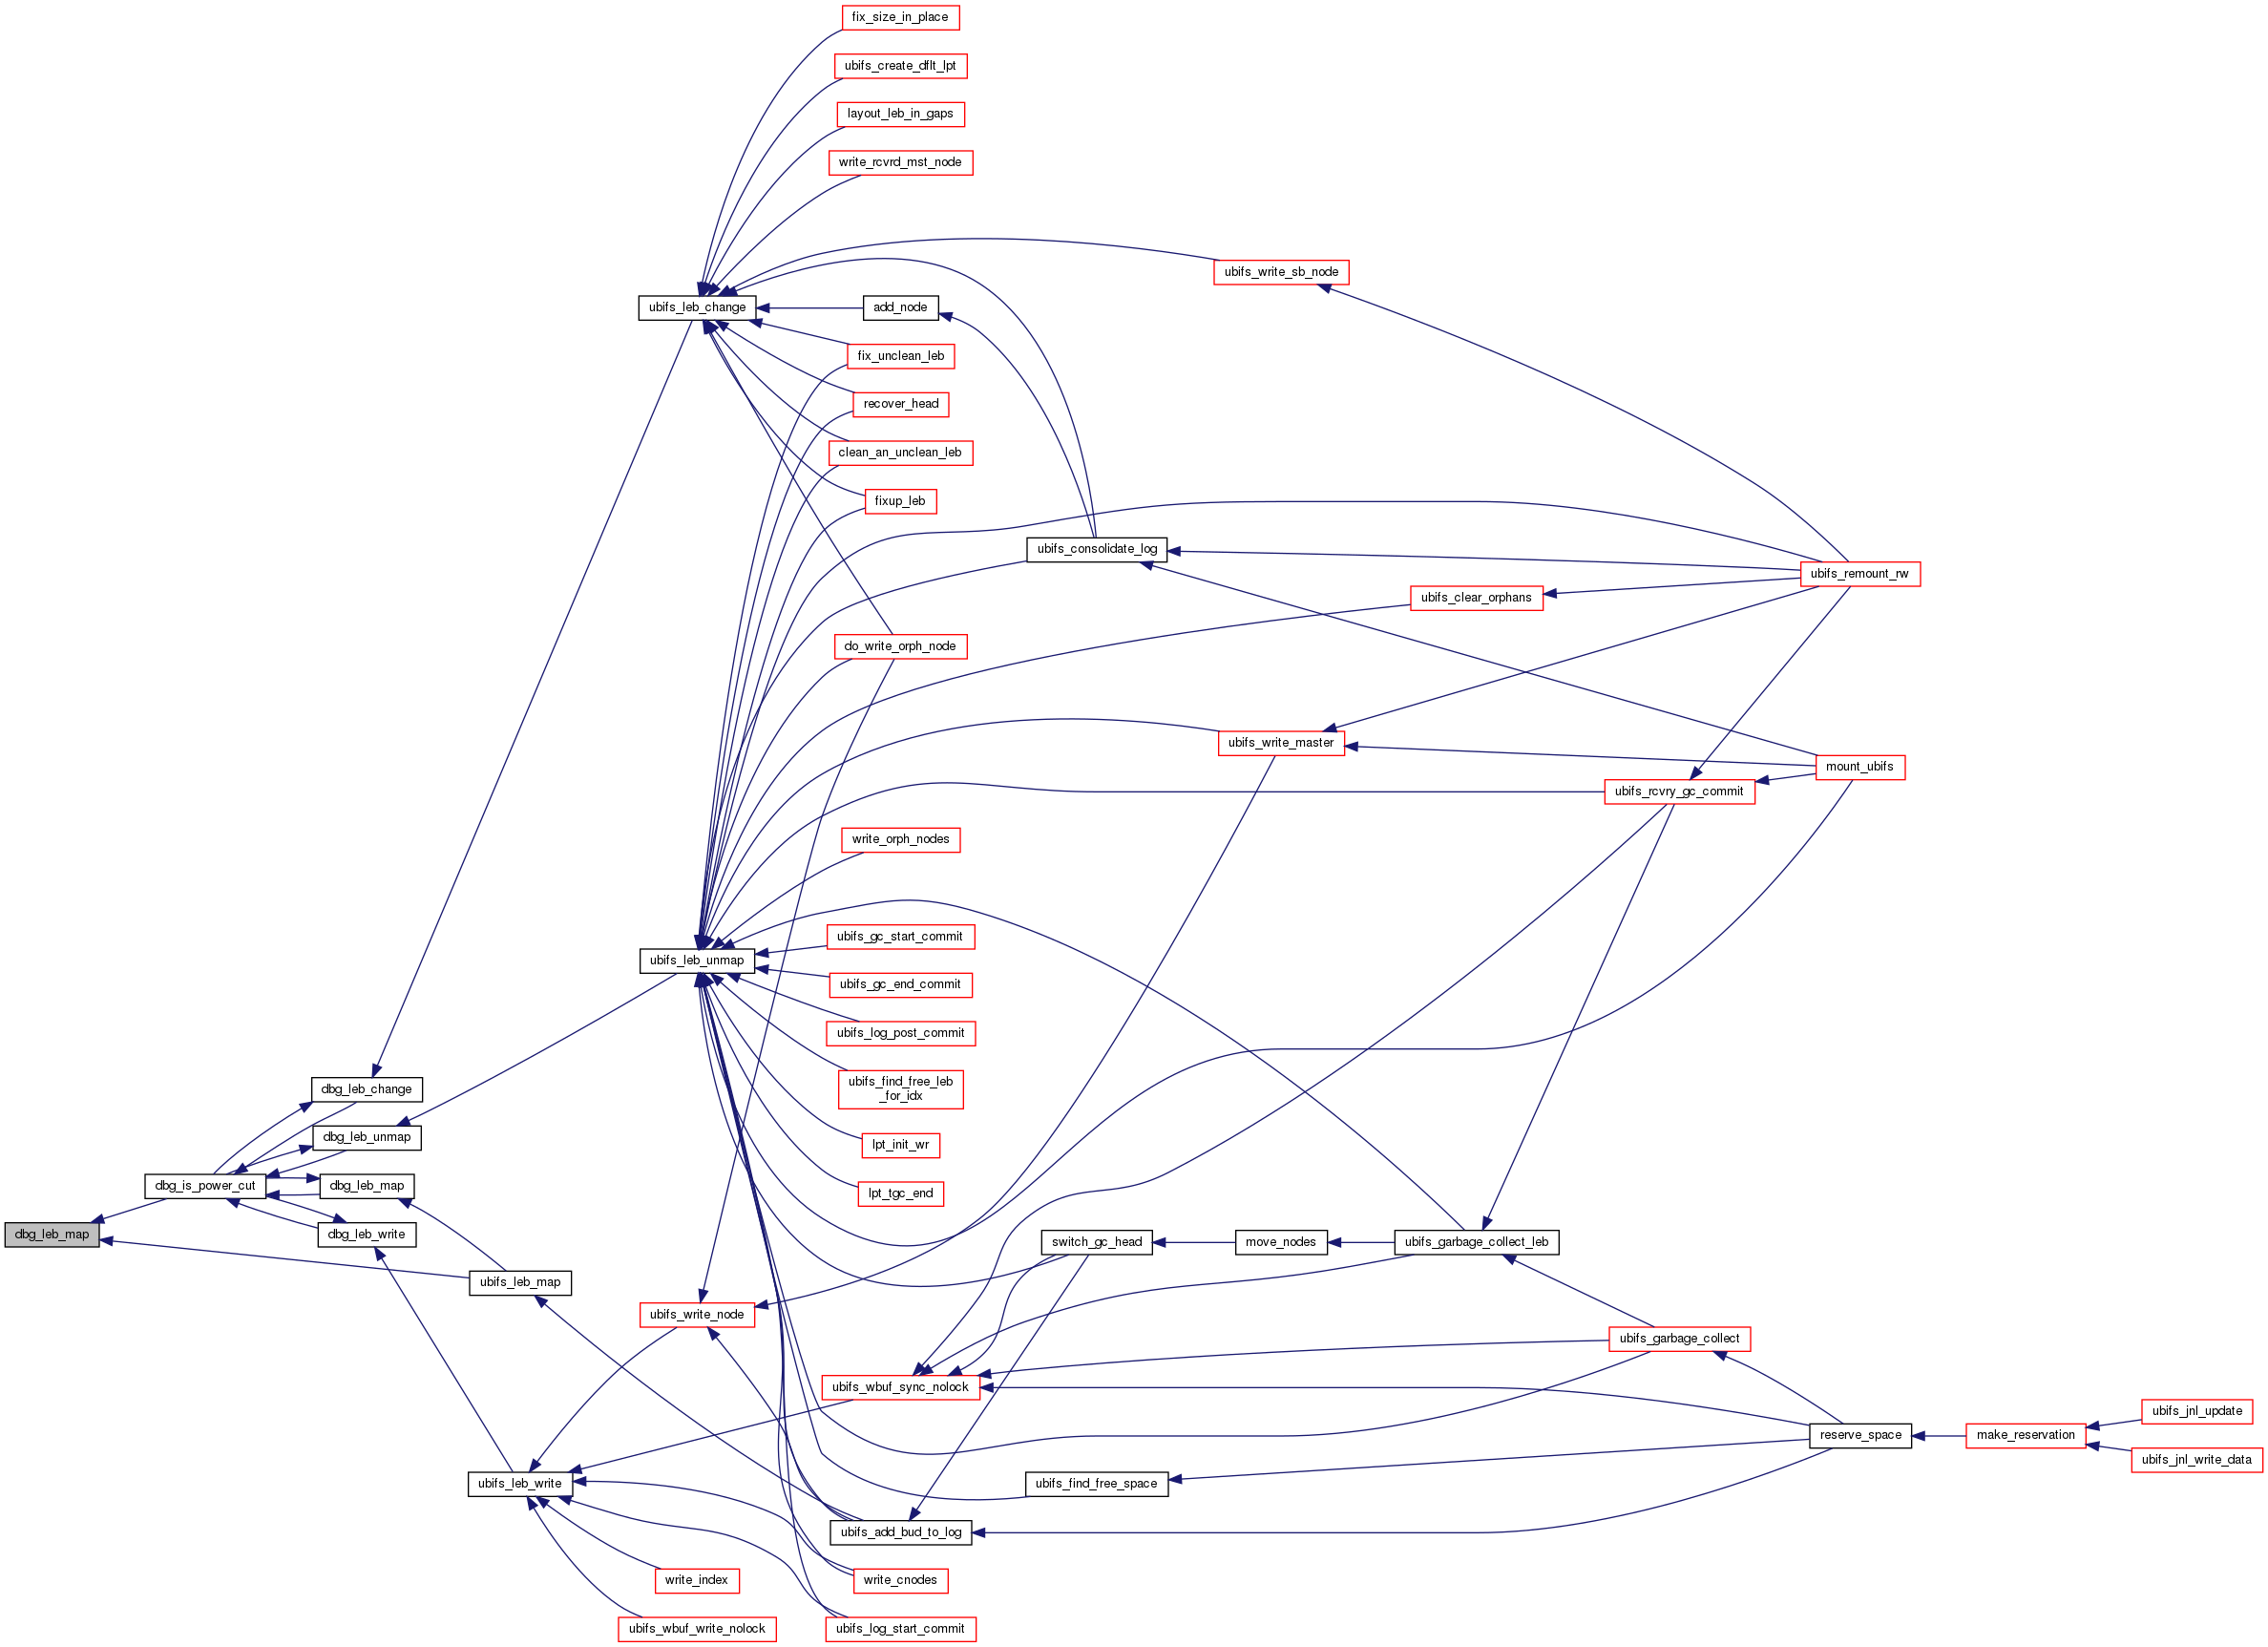 fix_size_in_place
ubifs_create_dflt_lpt
layout_leb_in_gaps
write_rcvrd_mst_node
ubifs_write_sb_node
ubifs_leb_change
add_node
fix_unclean_leb
recover_head
clean_an_unclean_leb
fixup_leb
ubifs_consolidate_log
ubifs_remount_rw
ubifs_clear_orphans
do_write_orph_node
ubifs_write_master
mount_ubifs
ubifs_rcvry_gc_commit
write_orph_nodes
ubifs_gc_start_commit
ubifs_leb_unmap
ubifs_gc_end_commit
ubifs_log_post_commit
ubifs_find_free_leb
_for_idx
dbg_leb_change
dbg_leb_unmap
lpt_init_wr
dbg_is_power_cut
dbg_leb_map
lpt_tgc_end
dbg_leb_map
dbg_leb_write
switch_gc_head
move_nodes
ubifs_garbage_collect_leb
ubifs_leb_map
ubifs_write_node
ubifs_garbage_collect
ubifs_wbuf_sync_nolock
ubifs_jnl_update
reserve_space
make_reservation
ubifs_jnl_write_data
ubifs_leb_write
ubifs_find_free_space
ubifs_add_bud_to_log
write_index
write_cnodes
ubifs_wbuf_write_nolock
ubifs_log_start_commit